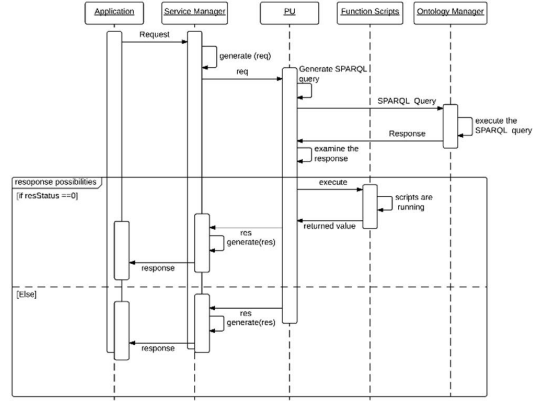 Application
Service Manager
PU
Function Scripts
Ontology Manager
Request
generate (req)
req
Generate SPARQL
query
SPARQL Query
execute the
SPARQL query
Response
examine the
response
resoponse possibilities
[if resStatus ==0]
execute
scripts are
running
returned value
res
generate(res)
response
[Else]
res
generate(res)
response